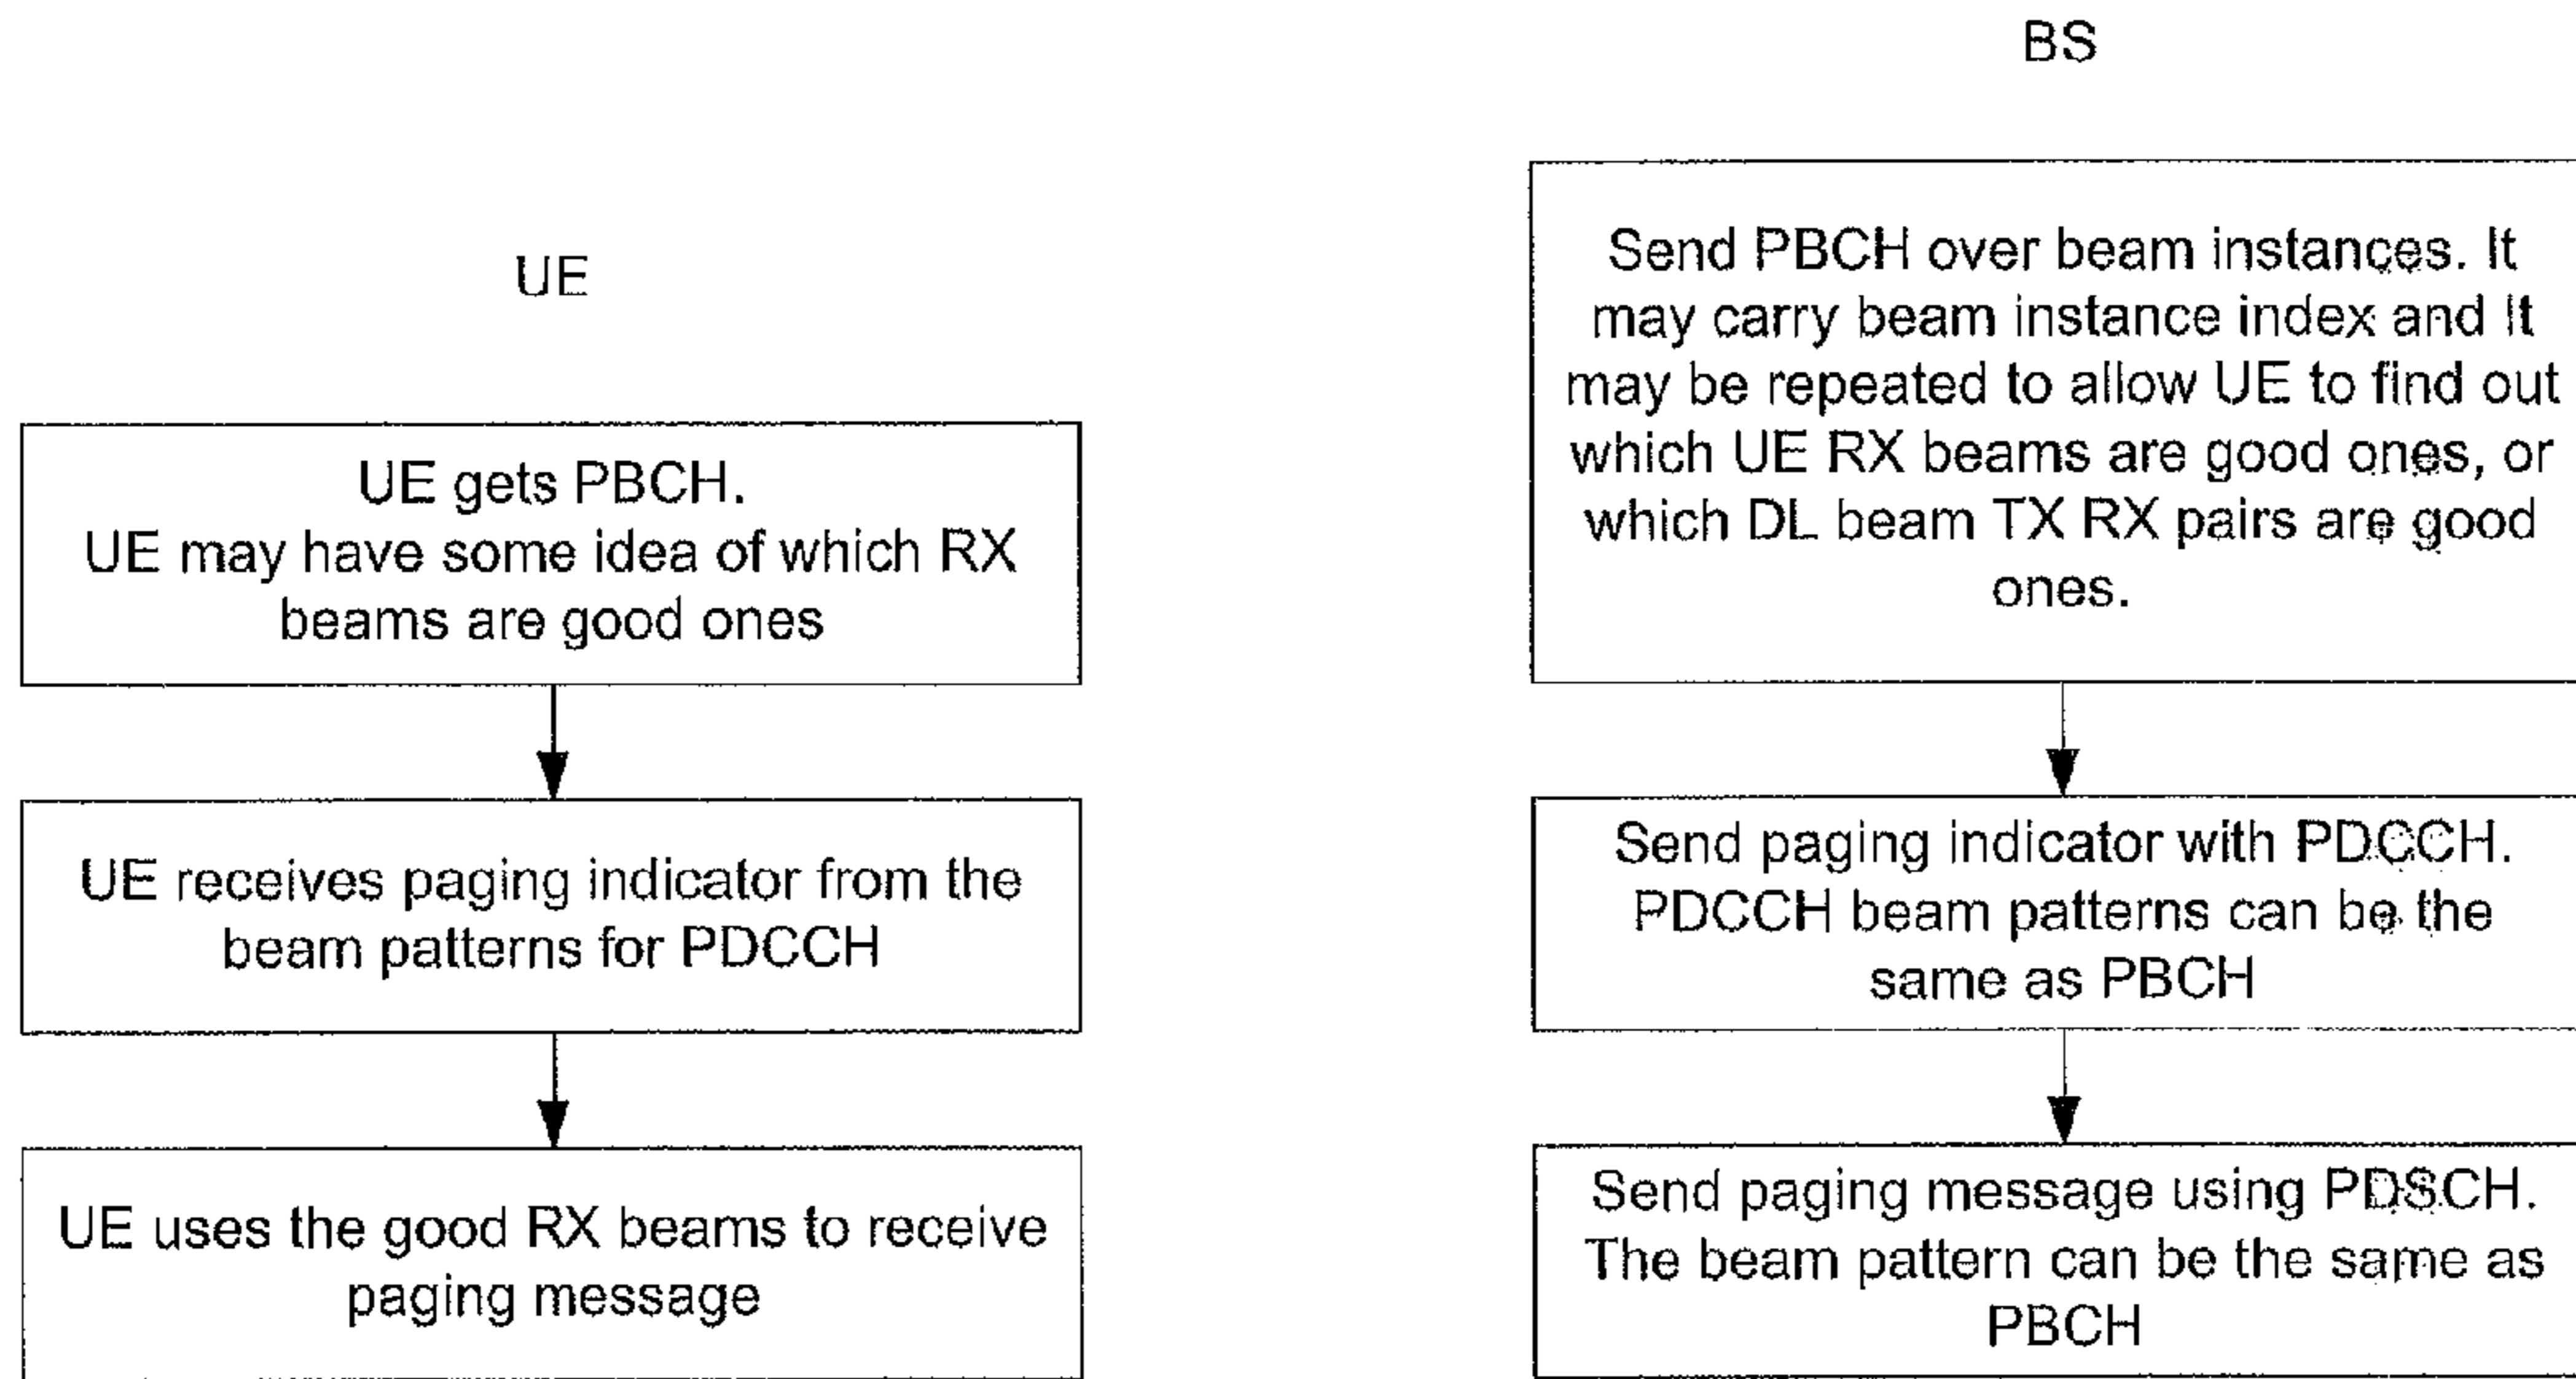 UE
UE gets PBCH.
UE may have some idea of which RX
beams are good ones
UE receives paging indicator from the
beam patterns for PDCCH
UE uses the good RX beams to receive
paging message
BS
Send PBCH over beam instances. It
may carry beam instance index and It
may be repeated to allow UE to find out
which UE RX beams are good ones, or
which DL beam TX RX pairs are good
ones.
Send paging indicator with PDCCH.
PDCCH beam patterns can be the
same as PBCH
Send paging message using PDSCH.
The beam pattern can be the same as
PBCH